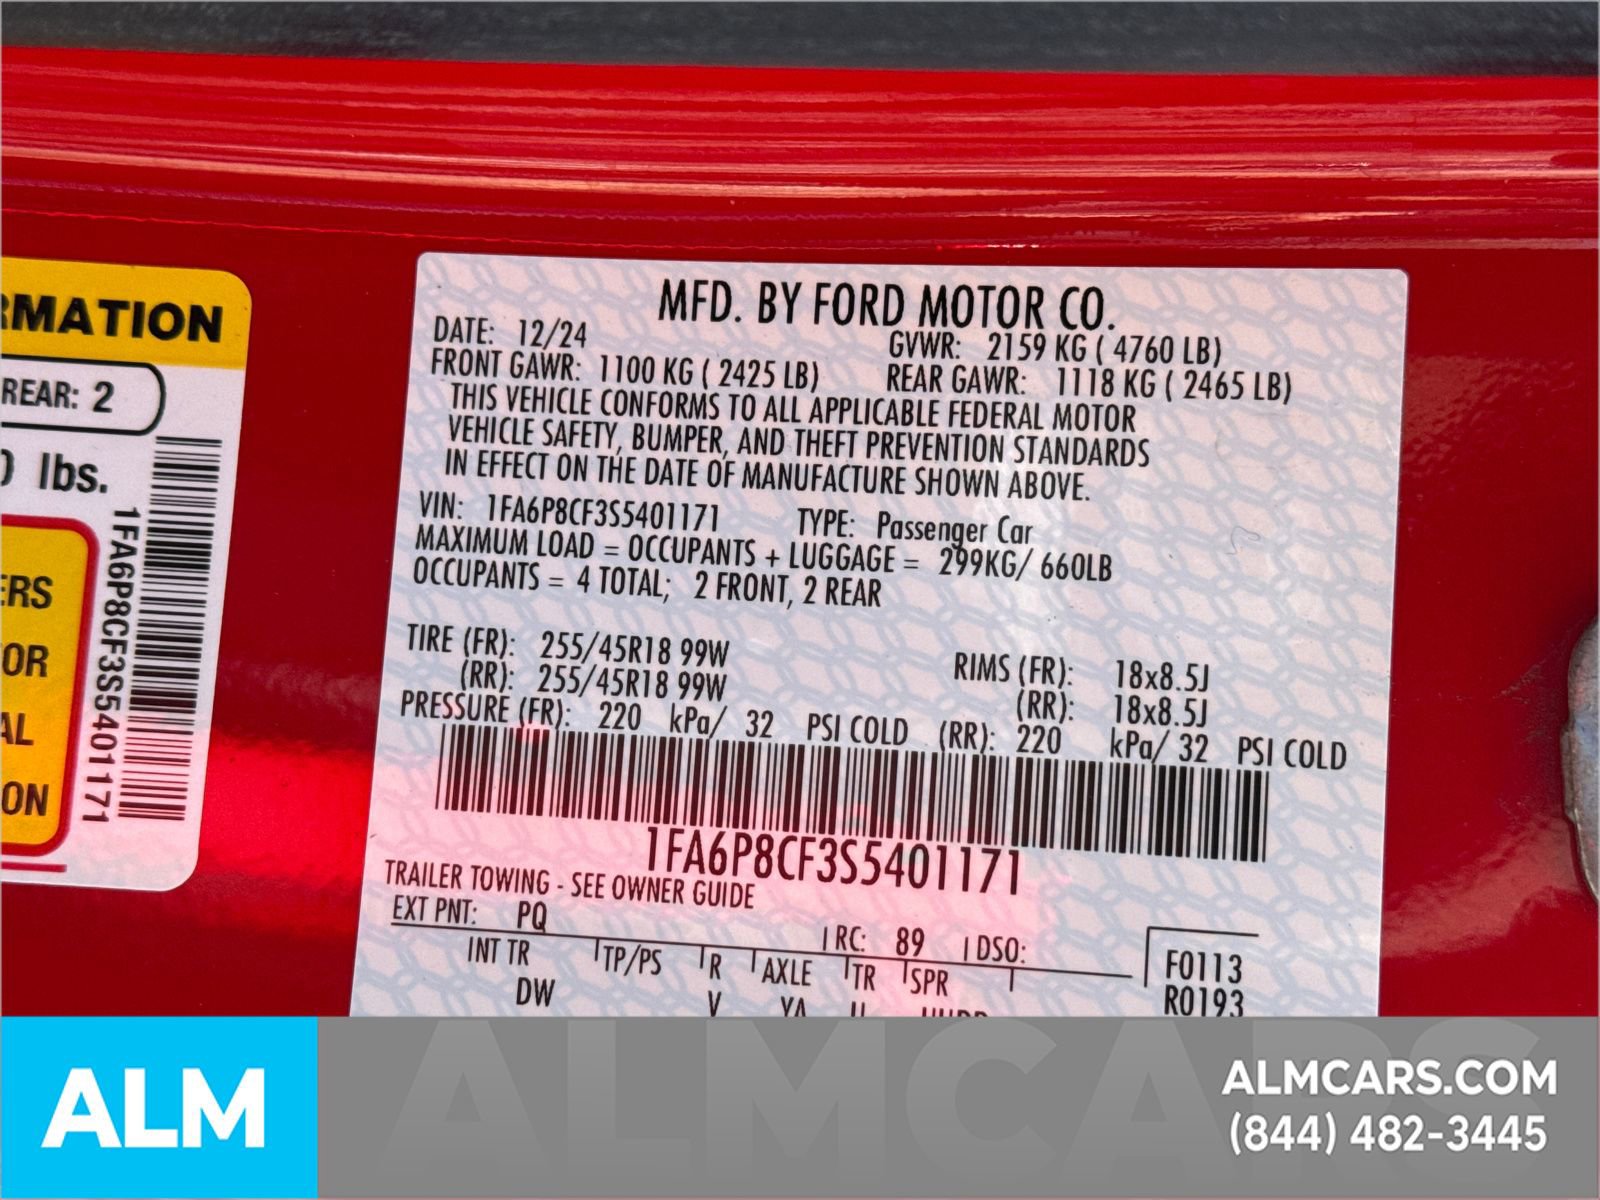 RMATION
REAR: 2
lbs.
1FA6P8CF3S5401171
ERS
OR
AL
ON
MFD. BY FORD MOTOR CO.
DATE: 12/24 GVWR: 2159 KG ( 4760 LB)
FRONT GAWR: 1100 KG ( 2425 LB) REAR GAWR: 1118 KG ( 2465 LB)
THIS VEHICLE CONFORMS TO ALL APPLICABLE FEDERAL MOTOR
VEHICLE SAFETY, BUMPER, AND THEFT PREVENTION STANDARDS
IN EFFECT ON THE DATE OF MANUFACTURE SHOWN ABOVE.
VIN: 1FA6P8CF3S5401171 TYPE: Passenger Car
MAXIMUM LOAD = OCCUPANTS + LUGGAGE = 299KG/ 660LB
OCCUPANTS = 4 TOTAL; 2 FRONT, 2 REAR
TIRE (FR): 255/45R18 99W RIMS (FR): 18x8.5J
(RR): 255/45R18 99W (RR): 18x8.5J
PRESSURE (FR): 220 kPa/ 32 PSI COLD (RR): 220 kPa/ 32 PSI COLD
1FA6P8CF3S5401171
TRAILER TOWING - SEE OWNER GUIDE
EXT PNT: PQ RC: 89 DSO: F0113
INT TR TP/PS R AXLE TR SPR R0193
DW V YA U
ALM
ALMCARS
ALMCARS.COM
(844) 482-3445